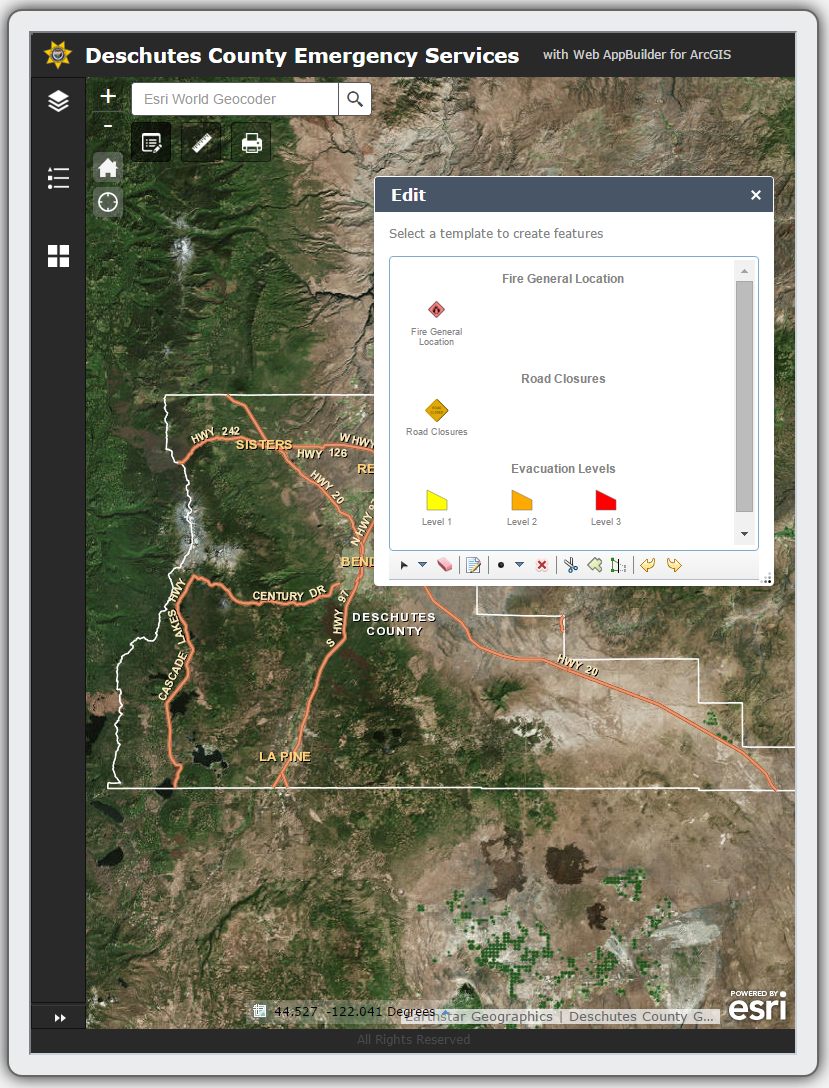 Deschutes County Emergency Services with Web AppBuilder for ArcGIS
+
Esri World Geocoder
-
Edit ×
Select a template to create features
Fire General Location
Fire General
Location
Road Closures
Road Closures
Evacuation Levels
Level 1 Level 2 Level 3
HWY 242
SISTERS
W HWY
HWY 126
RE
HWY 20
N HWY 97
BEND
CENTURY DR
CASCADE LAKES HWY
S HWY 97
DESCHUTES
COUNTY
HWY 20
LA PINE
POWERED BY
esri
44.527 -122.041 Degrees
Earthstar Geographics | Deschutes County G...
All Rights Reserved